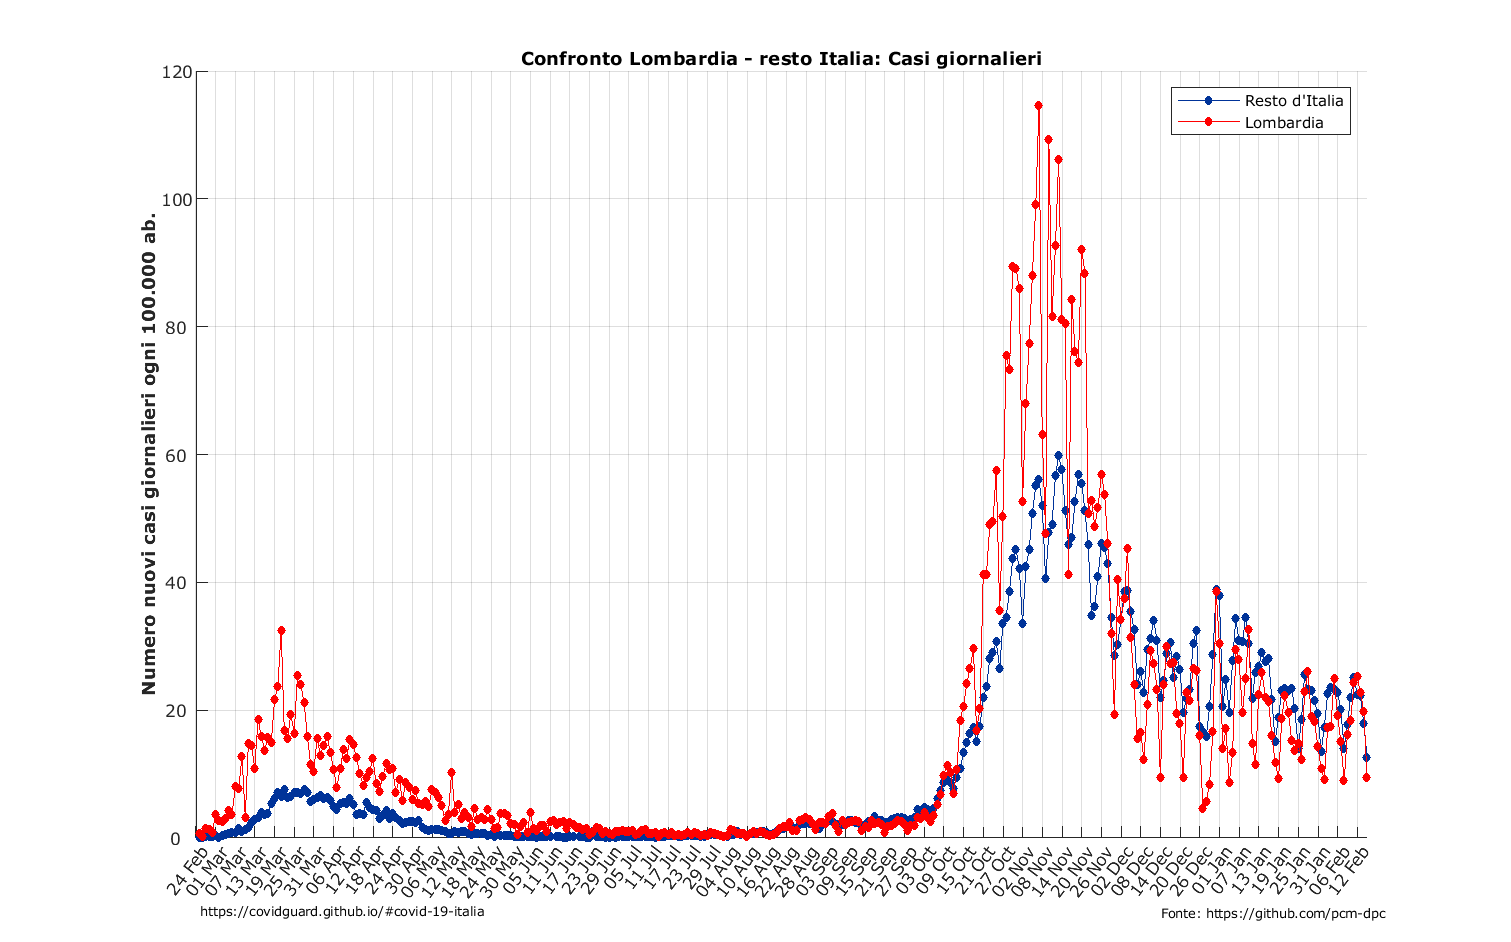 Confronto Lombardia - resto Italia: Casi giornalieri
Resto d'Italia
Lombardia
Numero nuovi casi giornalieri ogni 100.000 ab.
120
100
80
60
40
20
0
24 Feb
01 Mar
07 Mar
13 Mar
19 Mar
25 Mar
31 Mar
06 Apr
12 Apr
18 Apr
24 Apr
30 Apr
06 May
12 May
18 May
24 May
30 May
05 Jun
11 Jun
17 Jun
23 Jun
29 Jun
05 Jul
11 Jul
17 Jul
23 Jul
29 Jul
04 Aug
10 Aug
16 Aug
22 Aug
28 Aug
03 Sep
09 Sep
15 Sep
21 Sep
27 Sep
03 Oct
09 Oct
15 Oct
21 Oct
27 Oct
02 Nov
08 Nov
14 Nov
20 Nov
26 Nov
02 Dec
08 Dec
14 Dec
20 Dec
26 Dec
01 Jan
07 Jan
13 Jan
19 Jan
25 Jan
31 Jan
06 Feb
12 Feb
https://covidguard.github.io/#covid-19-italia
Fonte: https://github.com/pcm-dpc